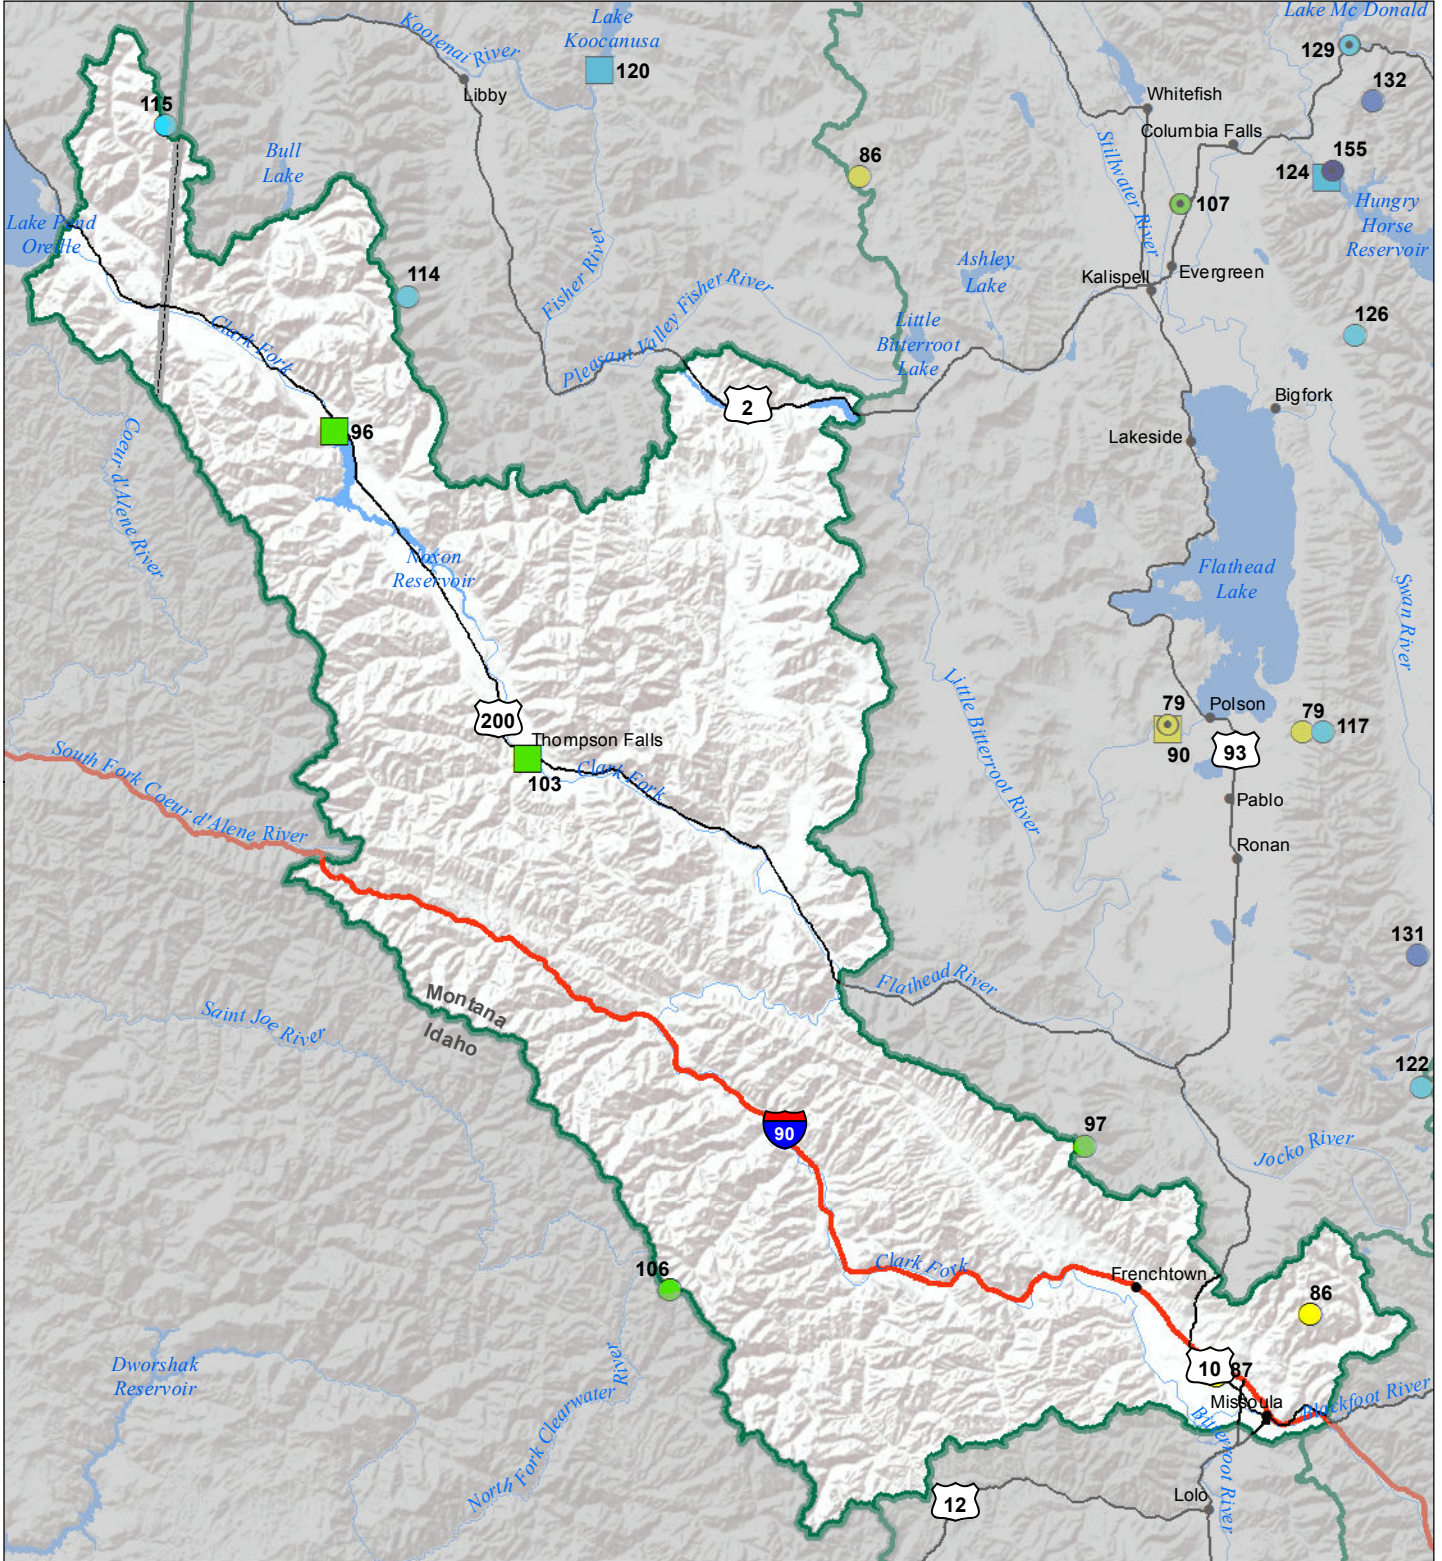 Lake Mc Donald
129
132
Kootenai River
Lake
Koocanusa
120
Libby
Whitefish
Columbia Falls
115
Bull
Lake
86
Stillwater River
155
124
107
Hungry
Horse
Reservoir
Lake Pend
Oreille
114
Fisher River
Pleasant Valley Fisher River
Ashley
Lake
Kalispell
Evergreen
Little
Bitterroot
Lake
126
Clark Fork
2
Bigfork
96
Lakeside
Coeur d'Alene River
Noxon
Reservoir
Flathead
Lake
Swan River
Little Bitterroot River
200
Thompson Falls
103
Clark Fork
79
90
Polson
93
79
117
South Fork Coeur d'Alene River
Pablo
Ronan
131
Flathead River
Montana
Idaho
Saint Joe River
122
90
97
Jocko River
106
Clark Fork
Frenchtown
86
Dworshak
Reservoir
10
87
Missoula
Blackfoot River
North Fork Clearwater River
Bitterroot River
12
Lolo